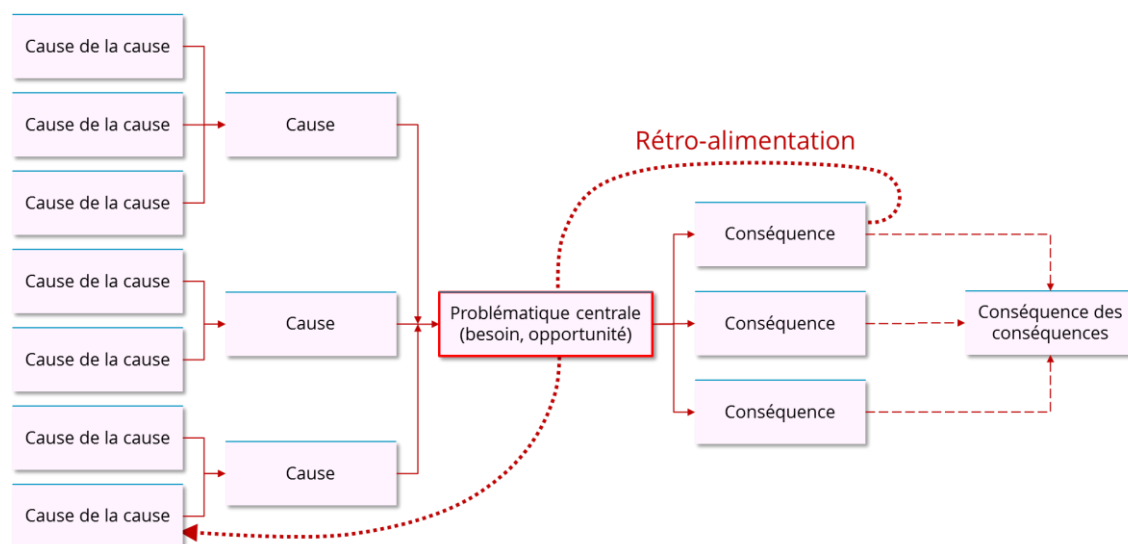 Cause de la cause
Cause de la cause
Cause de la cause
Cause de la cause
Cause de la cause
Cause de la cause
Cause de la cause
Cause
Cause
Cause
Problématique centrale
(besoin, opportunité)
Rétro-alimentation
Conséquence
Conséquence
Conséquence
Conséquence des
conséquences